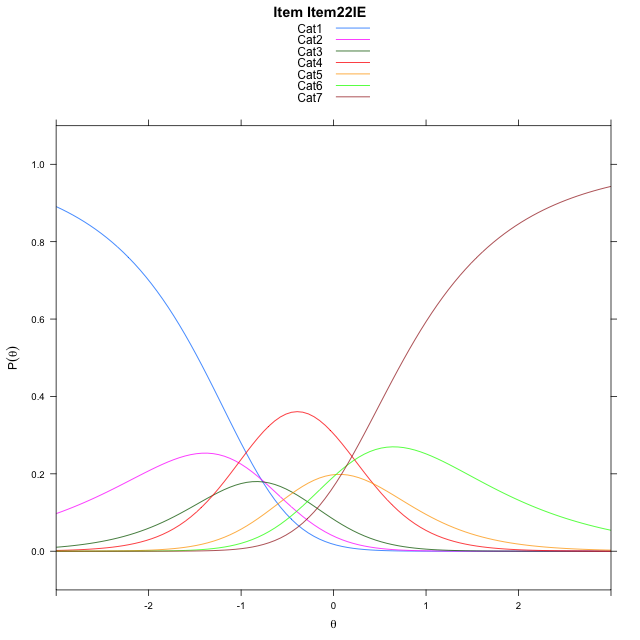 Item Item22IE
Cat1
Cat2
Cat3
Cat4
Cat5
Cat6
Cat7
1.0
0.8
0.6
0.4
0.2
0.0
P(θ)
-2 -1 0 1 2
θ